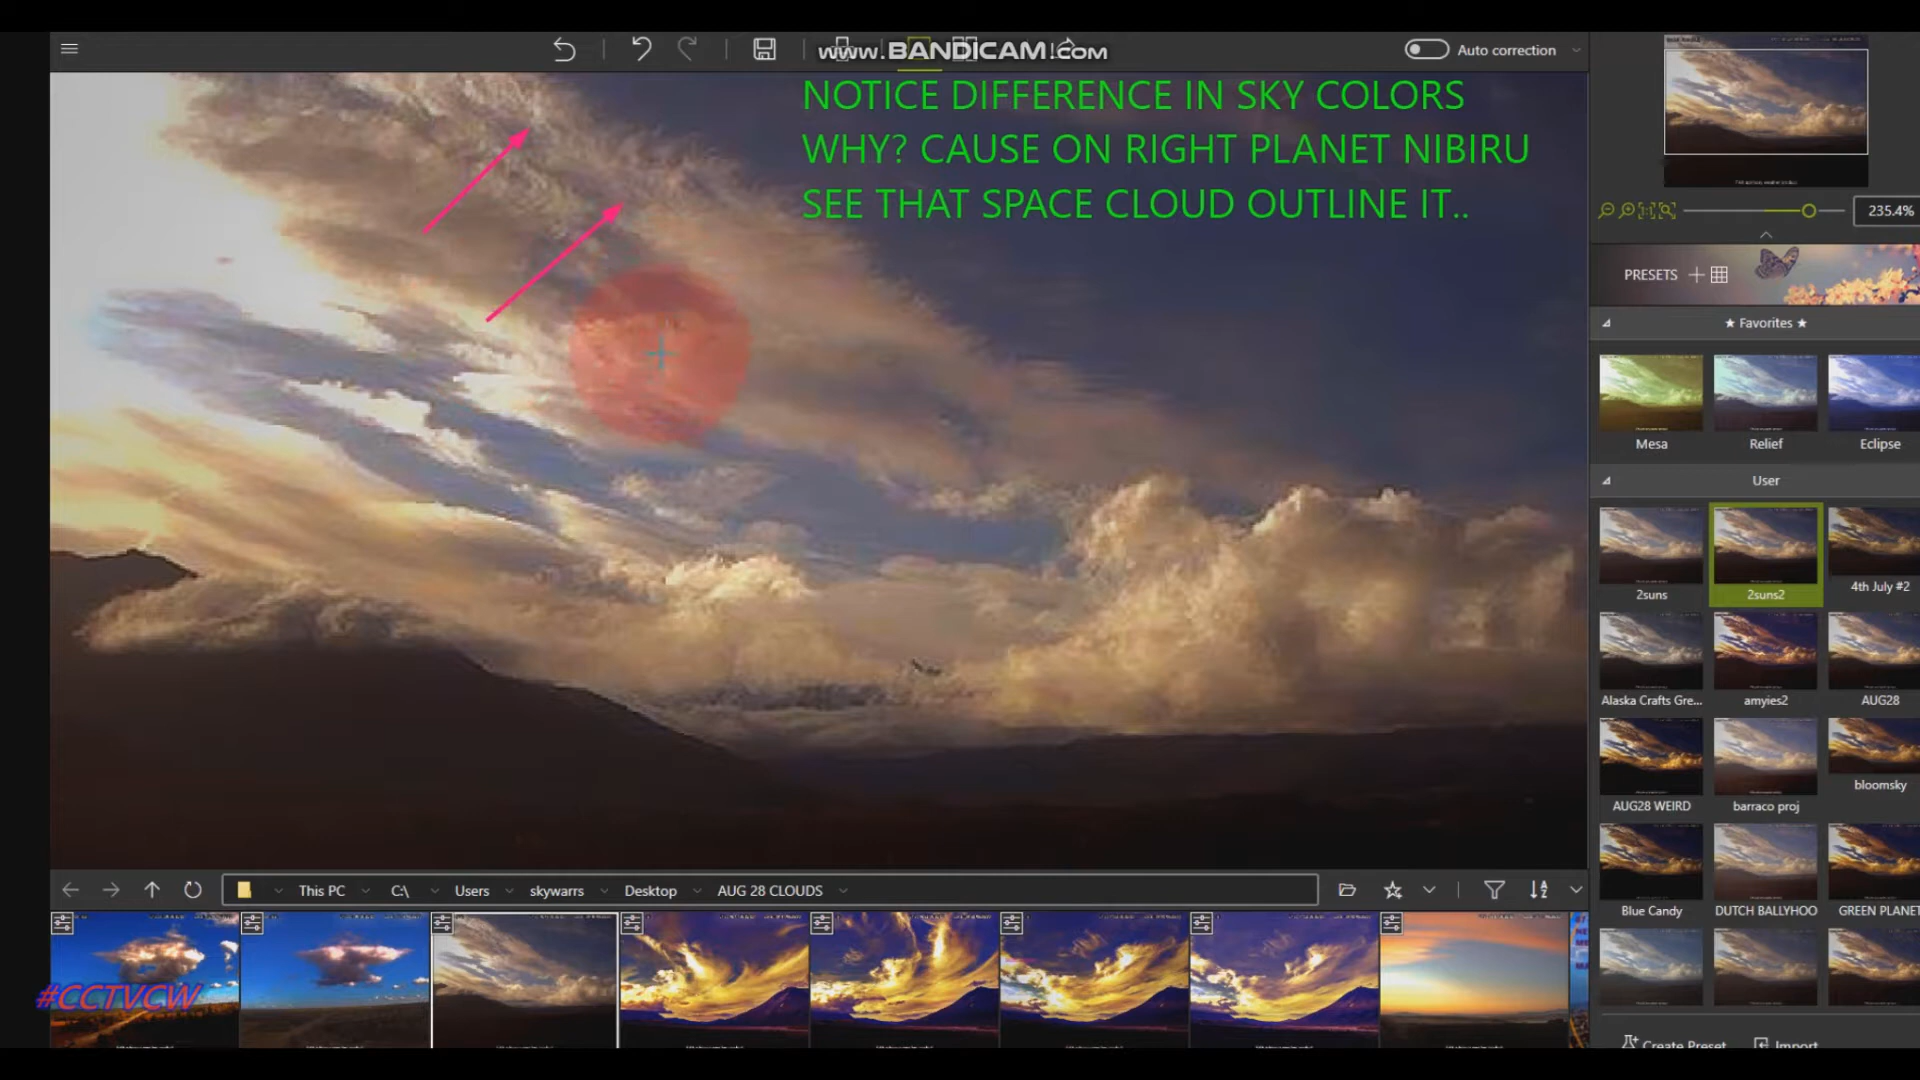 www.BANDICAM.com
Auto correction
NOTICE DIFFERENCE IN SKY COLORS
WHY? CAUSE ON RIGHT PLANET NIBIRU
SEE THAT SPACE CLOUD OUTLINE IT..
235.4%
PRESETS
★ Favorites ★
Mesa Relief Eclipse
User
2suns 2suns2 4th July #2
Alaska Crafts Gre... amyies2 AUG28
AUG28 WEIRD barraco proj bloomsky
Blue Candy DUTCH BALLYHOO GREEN PLANET
This PC C:\ Users skywarrs Desktop AUG 28 CLOUDS
#CCTVCW
Create Preset Import